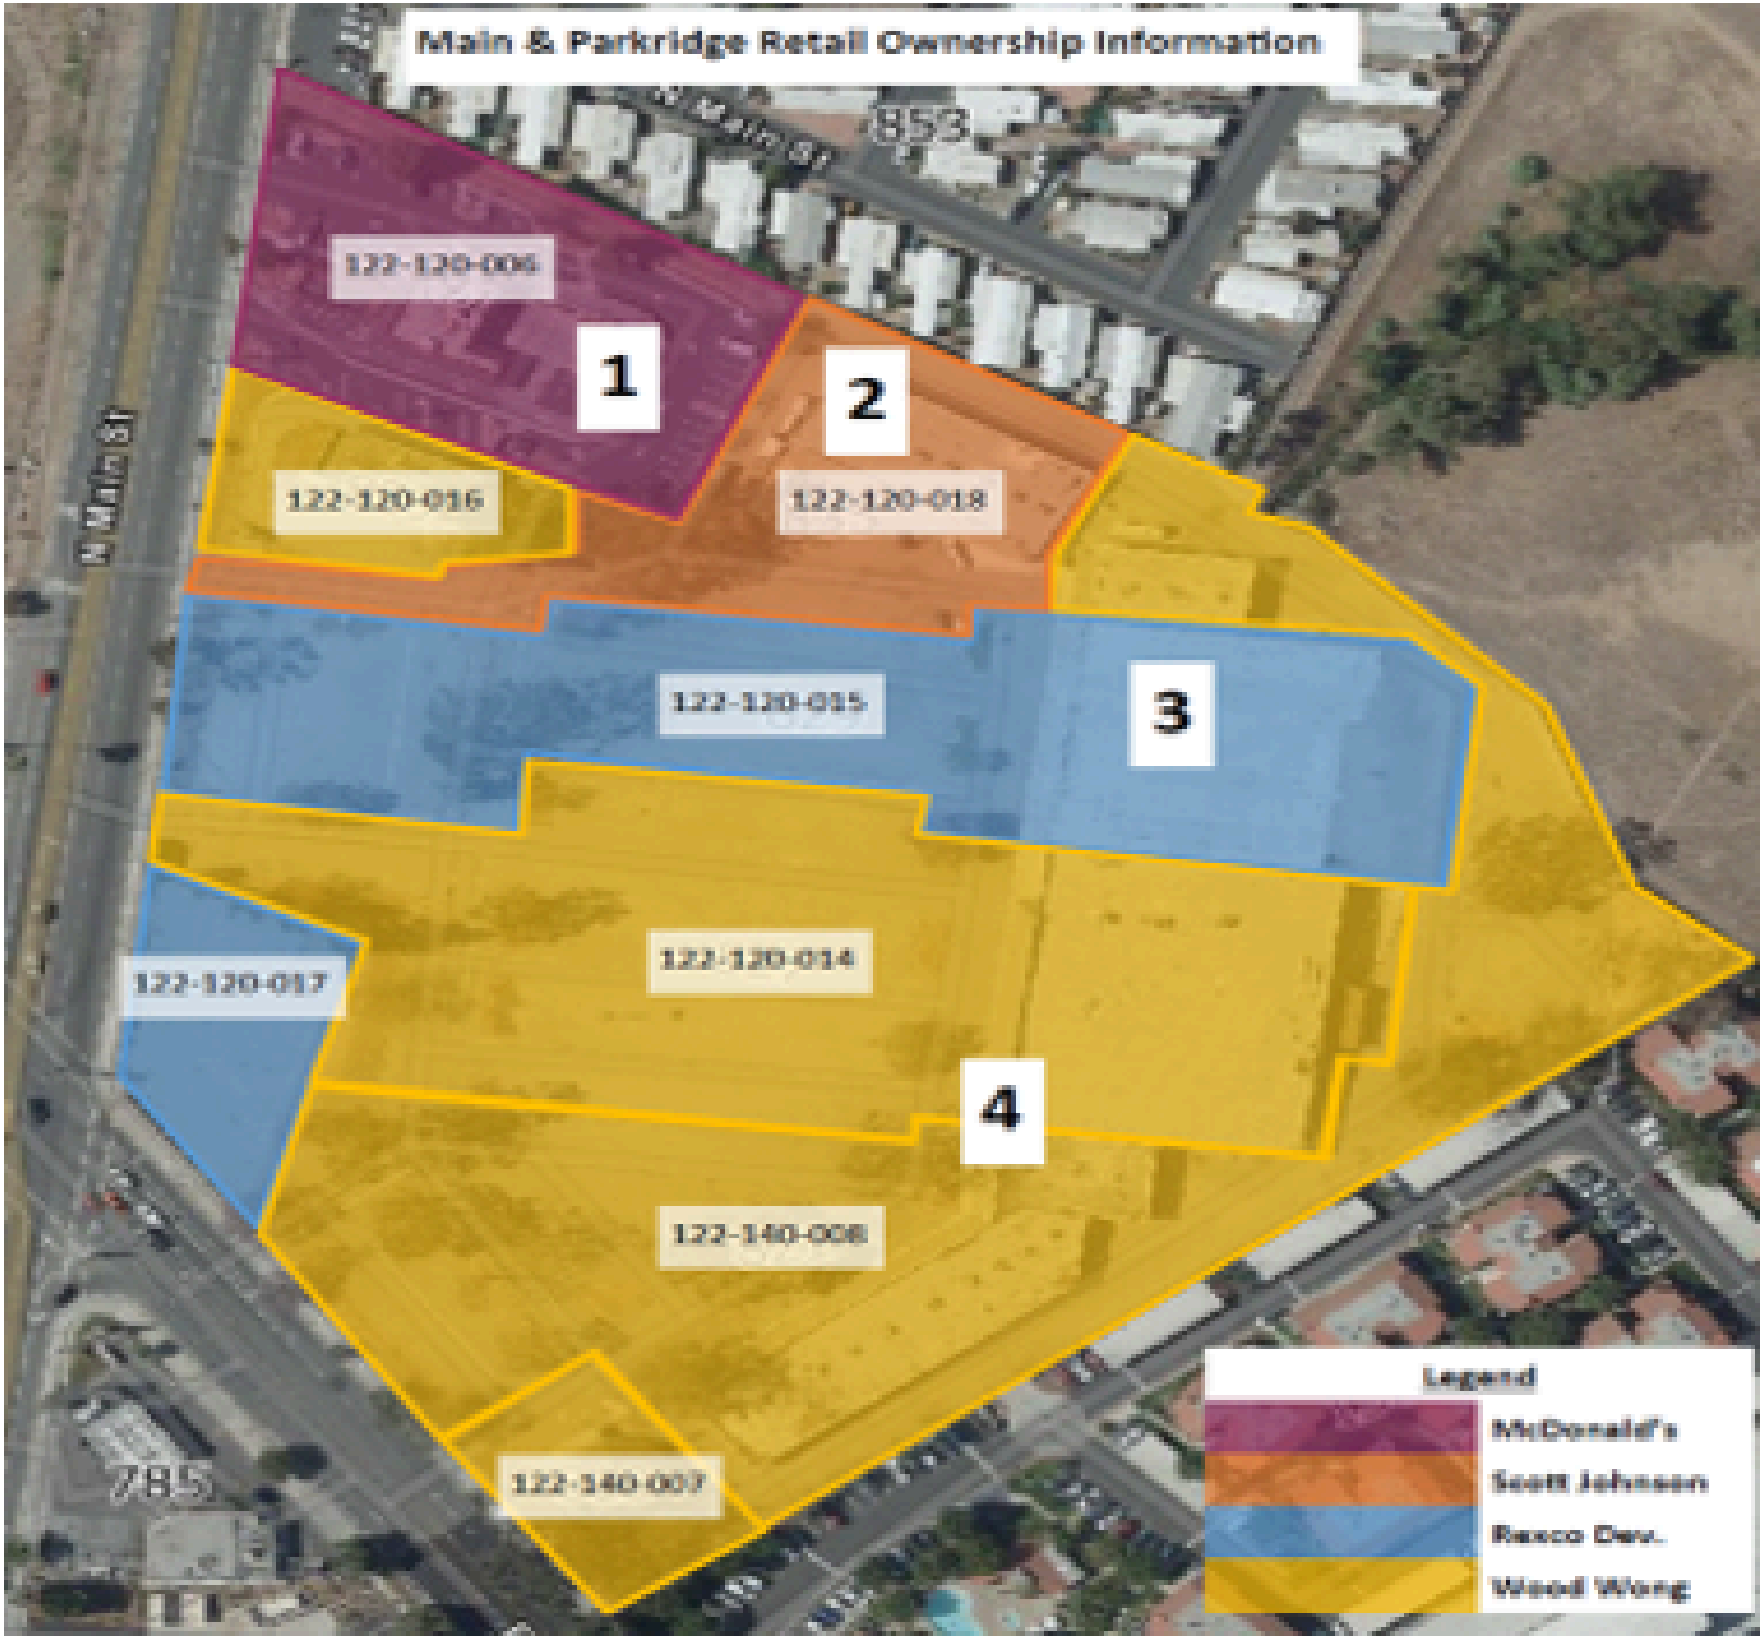 Main & Parkridge Retail Ownership Information
N Main St
853
122-120-006
1
2
122-120-016
122-120-018
N Main St
122-120-015
3
122-120-014
122-120-017
4
122-140-008
122-140-007
785
Legend
McDonald's
Scott Johnson
Rexco Dev.
Wood Wong